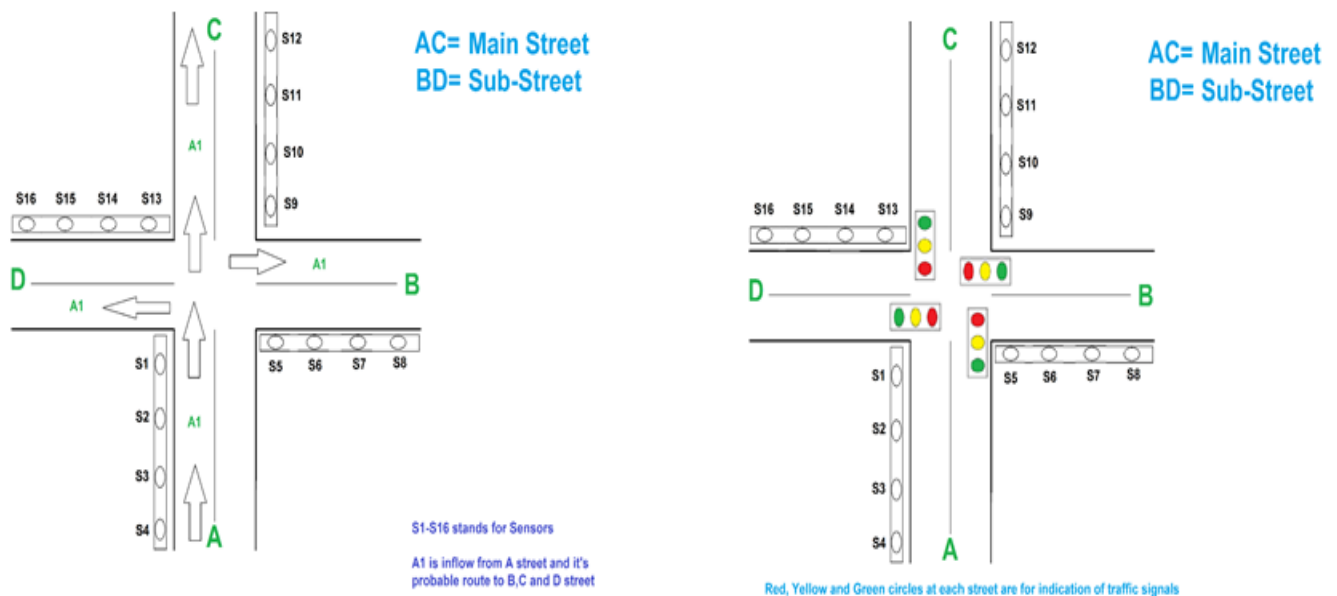 C
S12
AC= Main Street
BD= Sub-Street
S11
A1
S10
S9
S16 S15 S14 S13
A1
D
B
A1
S1
S2
A1
S3
S4
A
S5 S6 S7 S8
S1-S16 stands for Sensors
A1 is inflow from A street and it's
probable route to B,C and D street
C
S12
AC= Main Street
BD= Sub-Street
S11
S10
S9
S16 S15 S14 S13
D
B
S1
S2
S3
S4
A
S5 S6 S7 S8
Red, Yellow and Green circles at each street are for indication of traffic signals